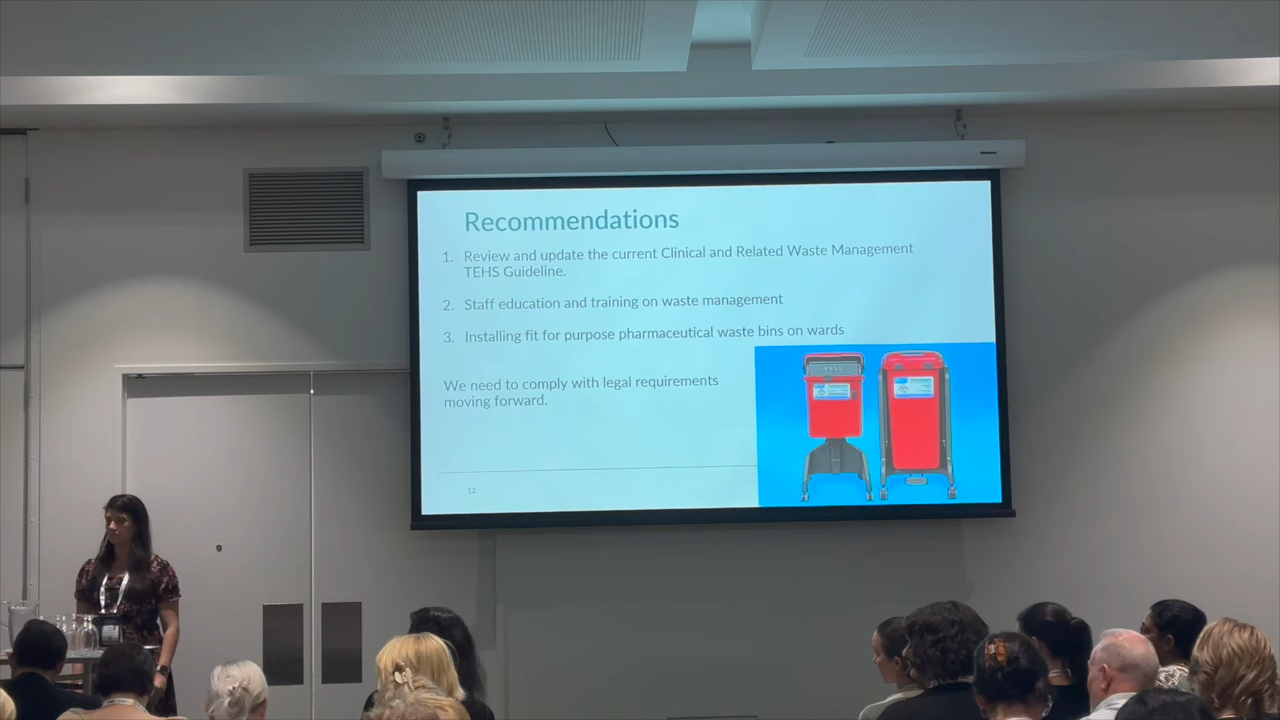 Recommendations
1. Review and update the current Clinical and Related Waste Management
TEHS Guideline.
2. Staff education and training on waste management
3. Installing fit for purpose pharmaceutical waste bins on wards
We need to comply with legal requirements
moving forward.
12